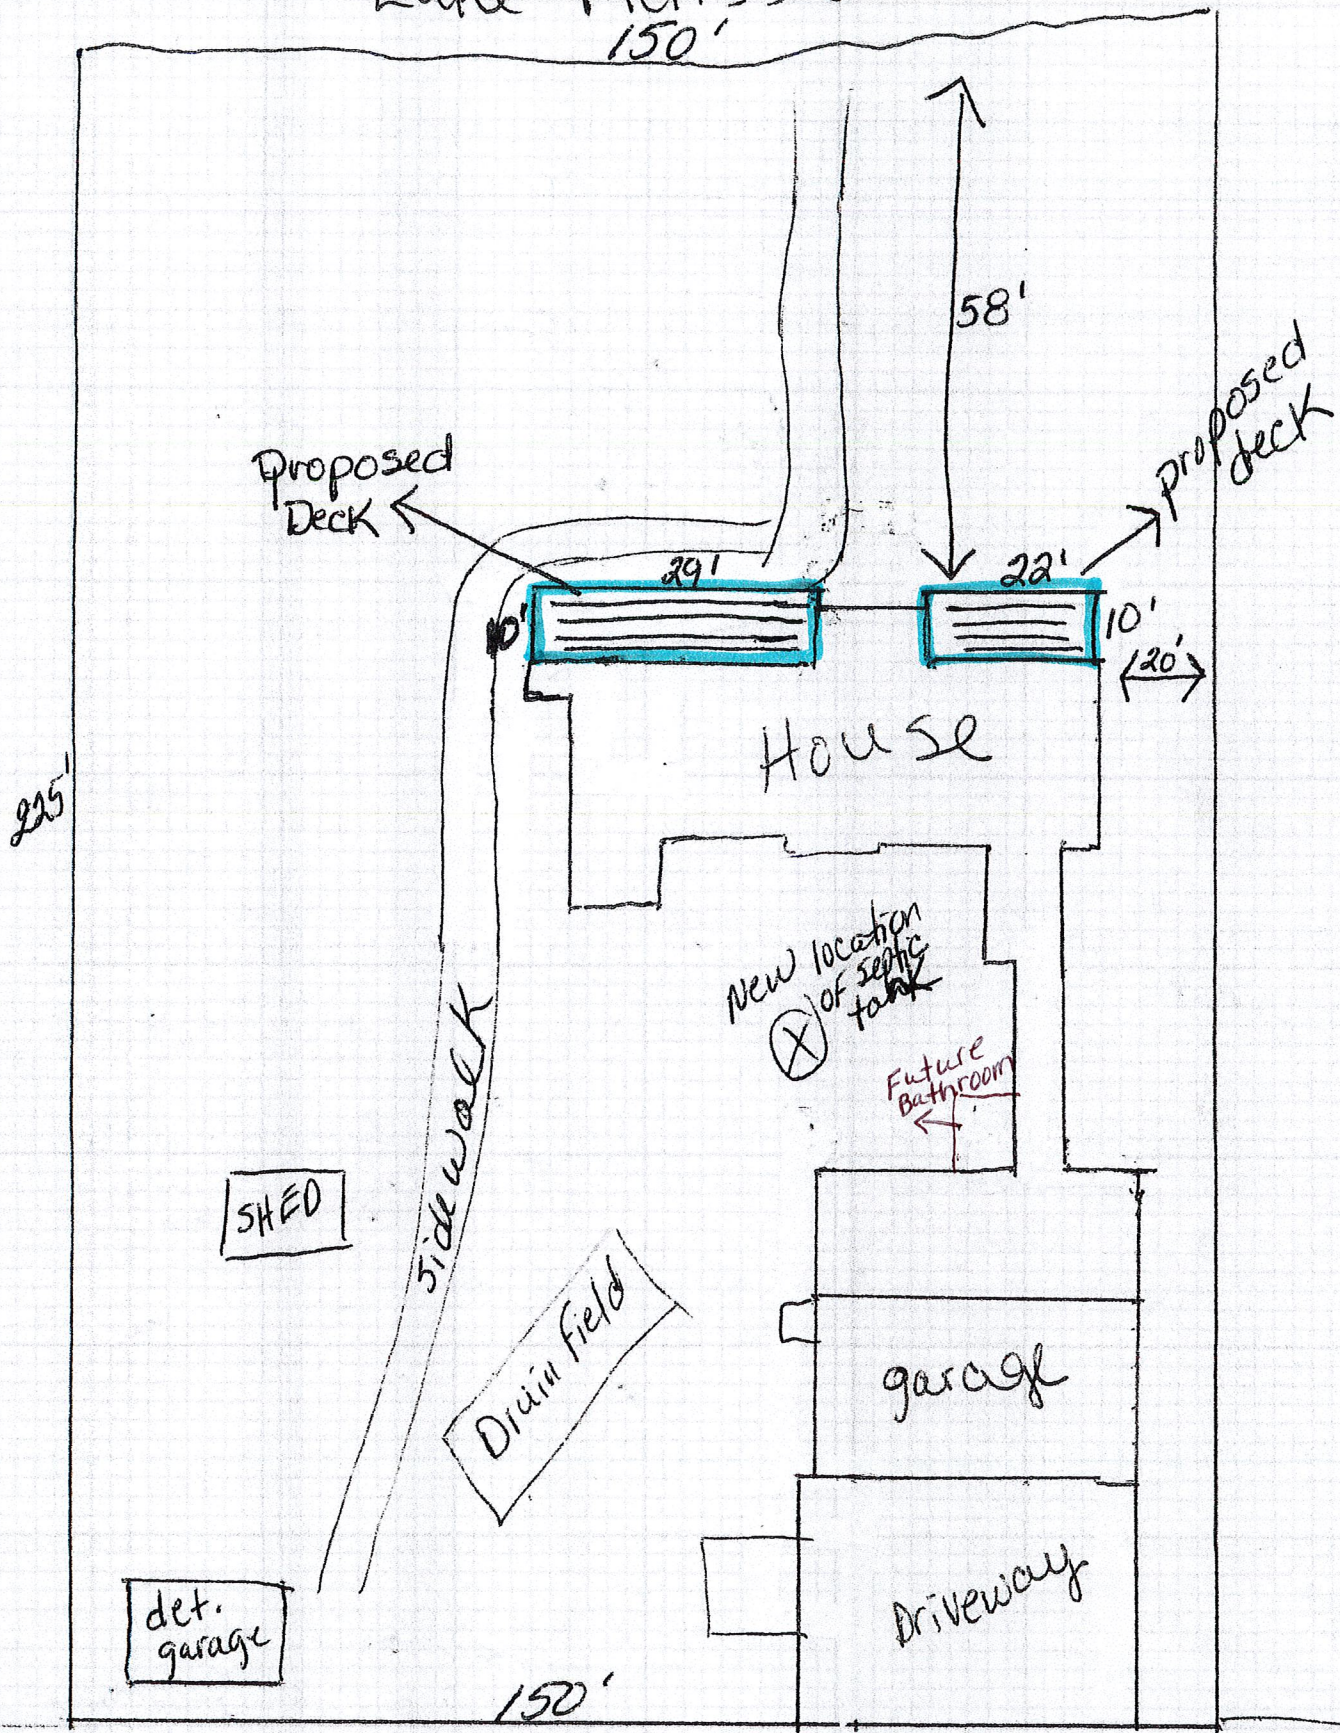 Lake
150'
58'
proposed
deck
Proposed
Deck
29'
22'
10'
10'
20'
House
225'
New location
of septic
tank
X
Future
Bathroom
Sidewalk
SHED
Drain field
garage
Driveway
det.
garage
150'